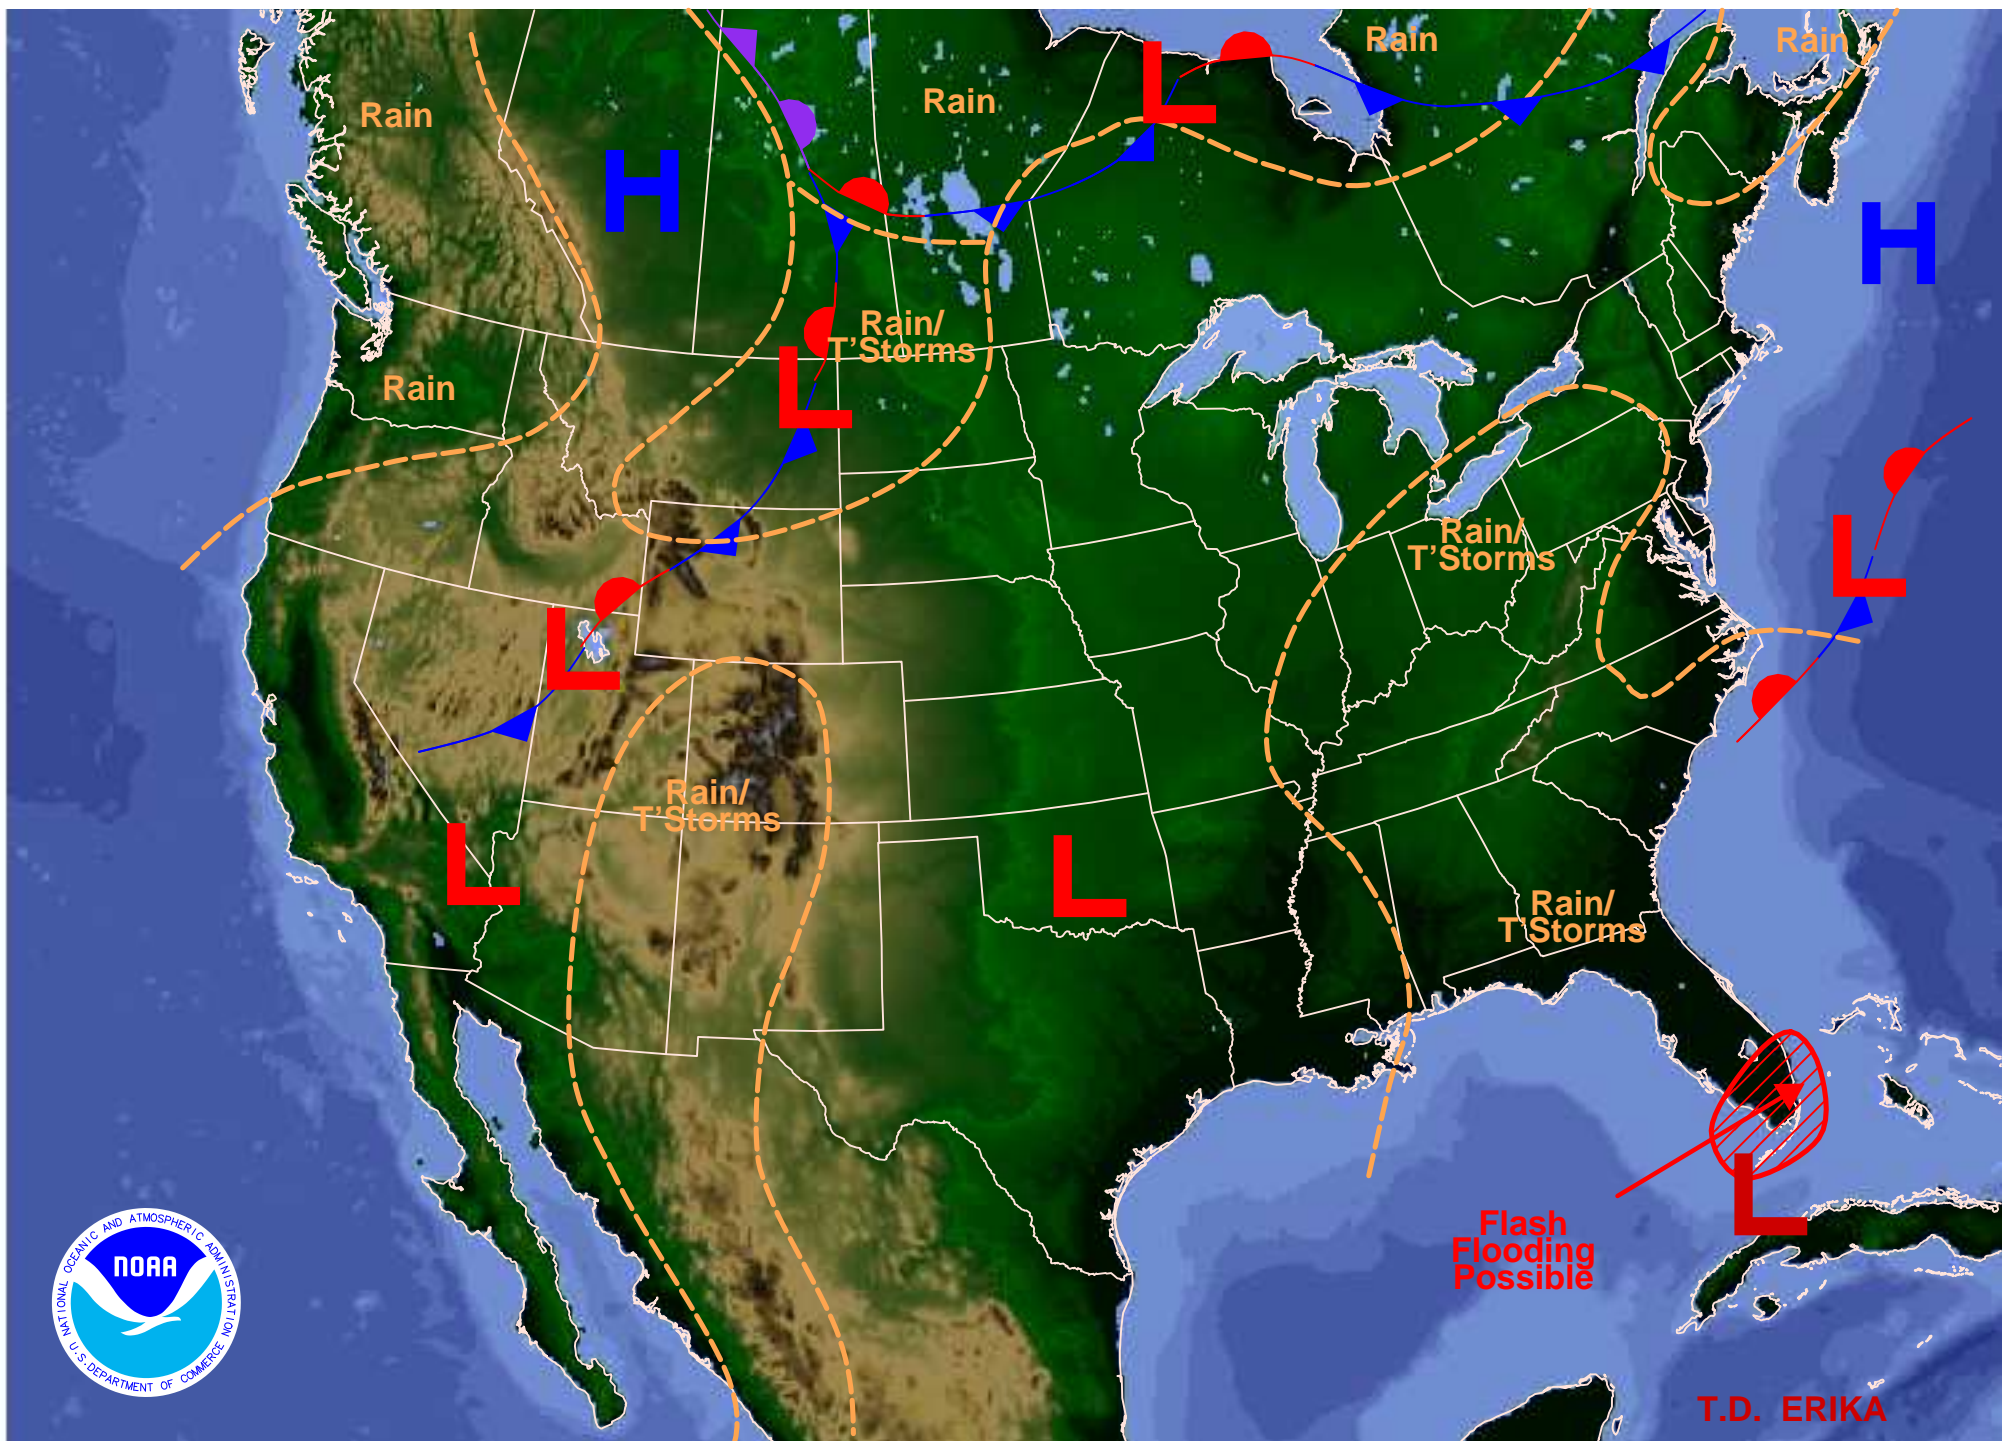 Rain
Rain
Rain
Rain
H
L
H
Rain/
T'Storms
L
Rain
Rain/
T'Storms
L
L
Rain/
T'Storms
L
L
Rain/
T'Storms
L
Flash
Flooding
Possible
T.D. ERIKA
NATIONAL OCEANIC AND ATMOSPHERIC ADMINISTRATION
NOAA
U.S. DEPARTMENT OF COMMERCE